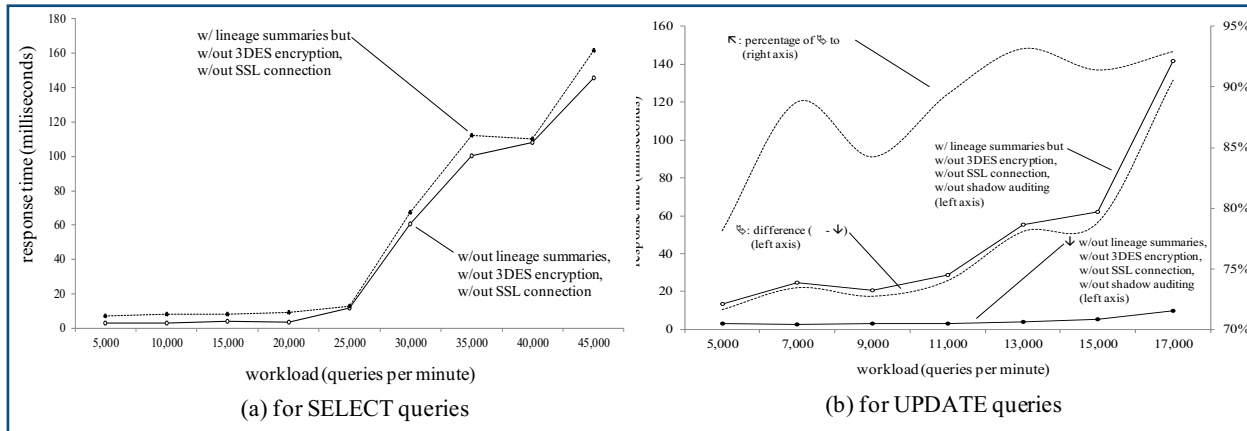 180
160
140
120
100
80
60
40
20
0
response time (milliseconds)
w/ lineage summaries but
w/out 3DES encryption,
w/out SSL connection
w/out lineage summaries,
w/out 3DES encryption,
w/out SSL connection
5,000 10,000 15,000 20,000 25,000 30,000 35,000 40,000 45,000
workload (queries per minute)
(a) for SELECT queries
160
140
120
100
80
60
40
20
0
response time (milliseconds)
↸: percentage of ⤷ to
(right axis)
w/ lineage summaries but
w/out 3DES encryption,
w/out SSL connection,
w/out shadow auditing
(left axis)
: difference ( - ↓)
(left axis)
↓ w/out lineage summaries,
w/out 3DES encryption,
w/out SSL connection,
w/out shadow auditing
(left axis)
95%
90%
85%
80%
75%
70%
5,000 7,000 9,000 11,000 13,000 15,000 17,000
workload (queries per minute)
(b) for UPDATE queries